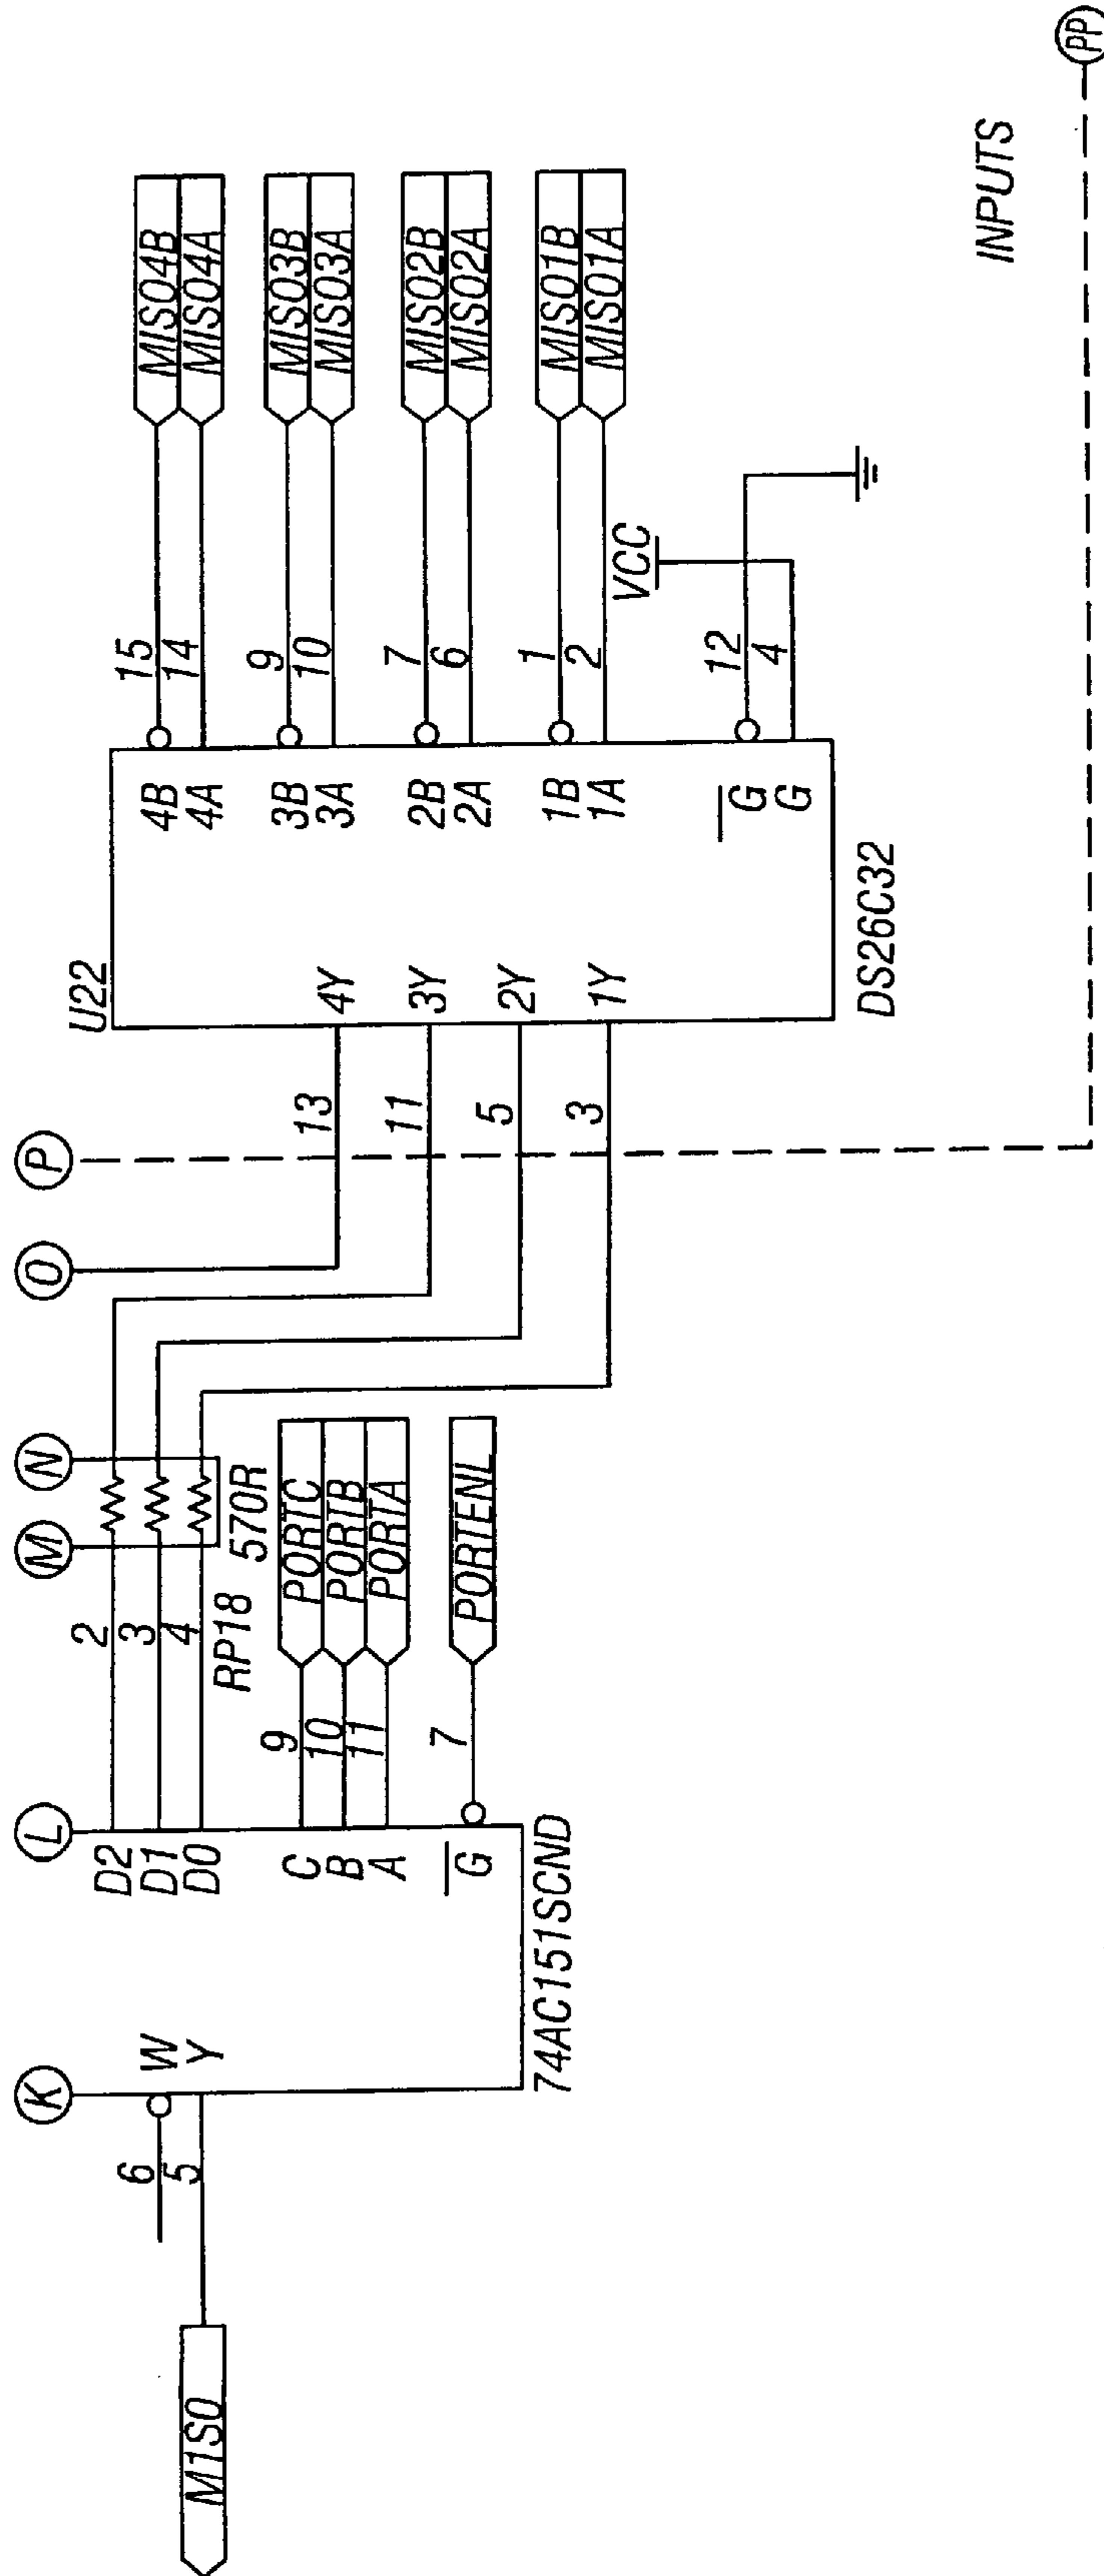 K
L
M
N
O
P
PP
M1S0
6
5
W
Y
D2
D1
D0
C
B
A
G
74AC151SCND
2
3
4
RP18 570R
9
10
11
7
PORTC
PORTB
PORTA
PORTENL
U22
13
11
5
3
4Y
3Y
2Y
1Y
4B
4A
3B
3A
2B
2A
1B
1A
G
G
DS26C32
15
14
9
10
7
6
1
2
12
4
VCC
MISO4B
MISO4A
MISO3B
MISO3A
MISO2B
MISO2A
MISO1B
MISO1A
INPUTS